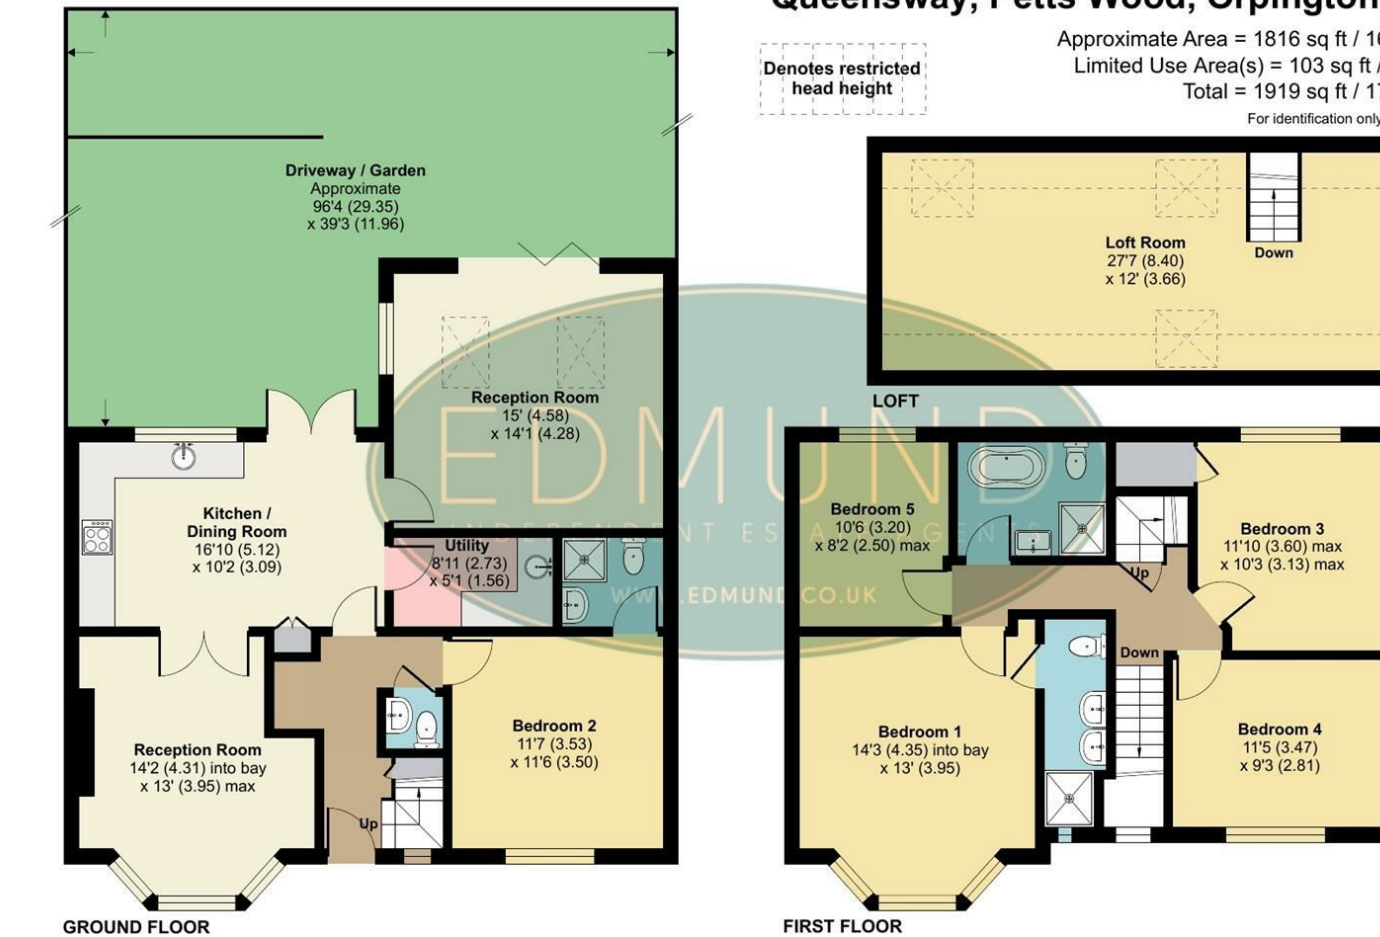 Queensway, Petts Wood, Orpington
Approximate Area = 1816 sq ft / 16
Limited Use Area(s) = 103 sq ft /
Total = 1919 sq ft / 17
For identification only
Denotes restricted
head height
Driveway / Garden
Approximate
96'4 (29.35)
x 39'3 (11.96)
Loft Room
27'7 (8.40)
x 12' (3.66)
Down
LOFT
Reception Room
15' (4.58)
x 14'1 (4.28)
Kitchen /
Dining Room
16'10 (5.12)
x 10'2 (3.09)
Utility
8'11 (2.73)
x 5'1 (1.56)
Reception Room
14'2 (4.31) into bay
x 13' (3.95) max
Bedroom 2
11'7 (3.53)
x 11'6 (3.50)
Up
GROUND FLOOR
EDMUND
INDEPENDENT ESTATE AGENTS
WWW.EDMUND.CO.UK
Bedroom 5
10'6 (3.20)
x 8'2 (2.50) max
Bedroom 3
11'10 (3.60) max
x 10'3 (3.13) max
Up
Down
Bedroom 1
14'3 (4.35) into bay
x 13' (3.95)
Bedroom 4
11'5 (3.47)
x 9'3 (2.81)
FIRST FLOOR